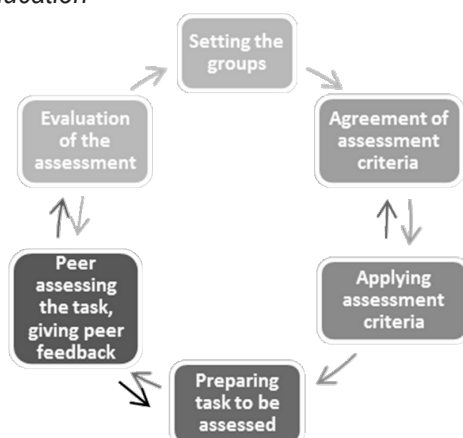 Setting the
groups
Agreement of
assessment
criteria
Applying
assessment
criteria
Preparing
task to be
assessed
Peer
assessing
the task,
giving peer
feedback
Evaluation
of the
assessment